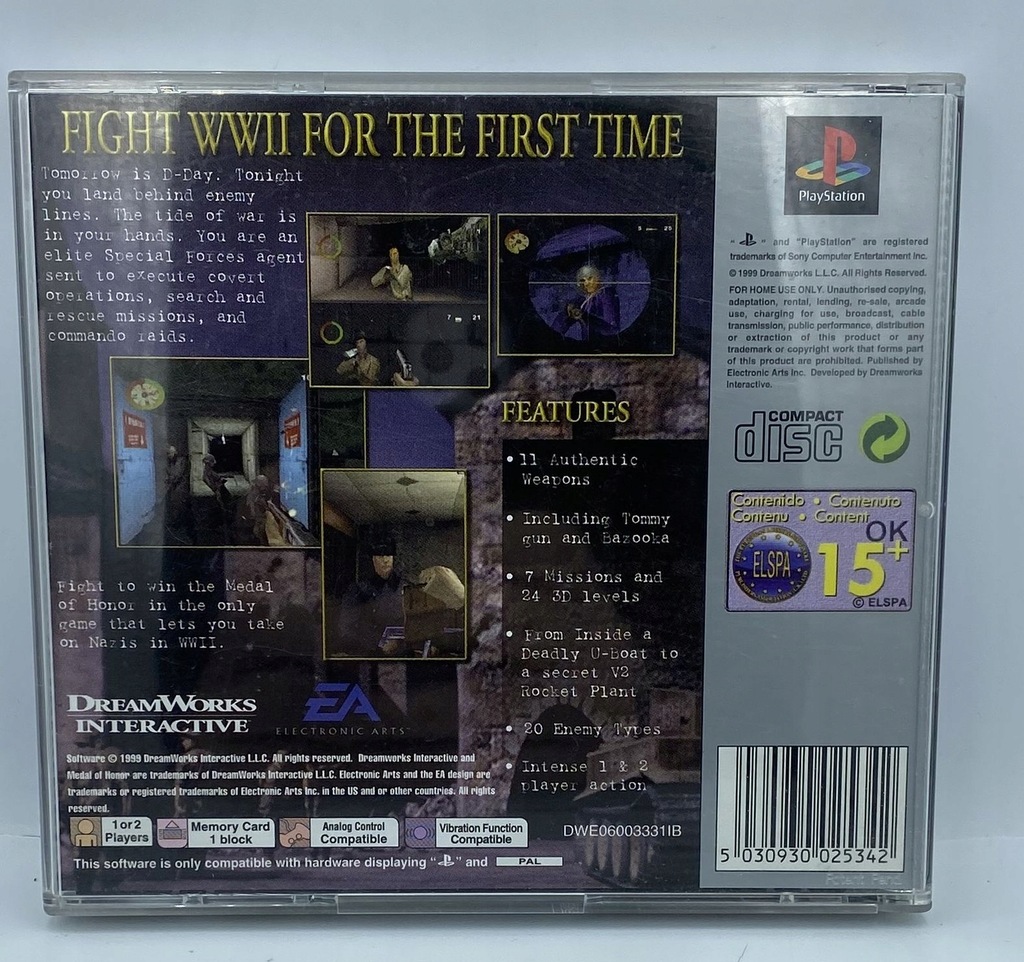 FIGHT WWII FOR THE FIRST TIME
Tomorrow is D-Day. Tonight
you land behind enemy
lines. The tide of war is
in your hands. You are an
elite Special Forces agent
sent to execute covert
operations, search and
rescue missions, and
commando raids.
7 21
FEATURES
• 11 Authentic
Weapons
• Including Tommy
gun and Bazooka
• 7 Missions and
24 3D levels
• From Inside a
Deadly U-Boat to
a secret V2
Rocket Plant
• 20 Enemy Types
• Intense 1 & 2
player action
Fight to win the Medal
of Honor in the only
game that lets you take
on Nazis in WWII.
DREAMWORKS
INTERACTIVE
EA
ELECTRONIC ARTS™
Software © 1999 DreamWorks Interactive L.L.C. All rights reserved. DreamWorks Interactive and
Medal of Honor are trademarks of DreamWorks Interactive L.L.C. Electronic Arts and the EA design are
trademarks or registered trademarks of Electronic Arts Inc. in the US and or other countries. All rights
reserved.
1 or 2
Players
Memory Card
1 block
Analog Control
Compatible
Vibration Function
Compatible
DWE06003331IB
This software is only compatible with hardware displaying " " and PAL
PlayStation
" " and "PlayStation" are registered
trademarks of Sony Computer Entertainment Inc.
© 1999 Dreamworks L.L.C. All Rights Reserved.
FOR HOME USE ONLY. Unauthorised copying,
adaptation, rental, lending, re-sale, arcade
use, charging for use, broadcast, cable
transmission, public performance, distribution
or extraction of this product or any
trademark or copyright work that forms part
of this product are prohibited. Published by
Electronic Arts Inc. Developed by Dreamworks
Interactive.
COMPACT
disc
Contenido • Contenuto
Contenu • Content
OK
ELSPA
15+
© ELSPA
5 030930 025342